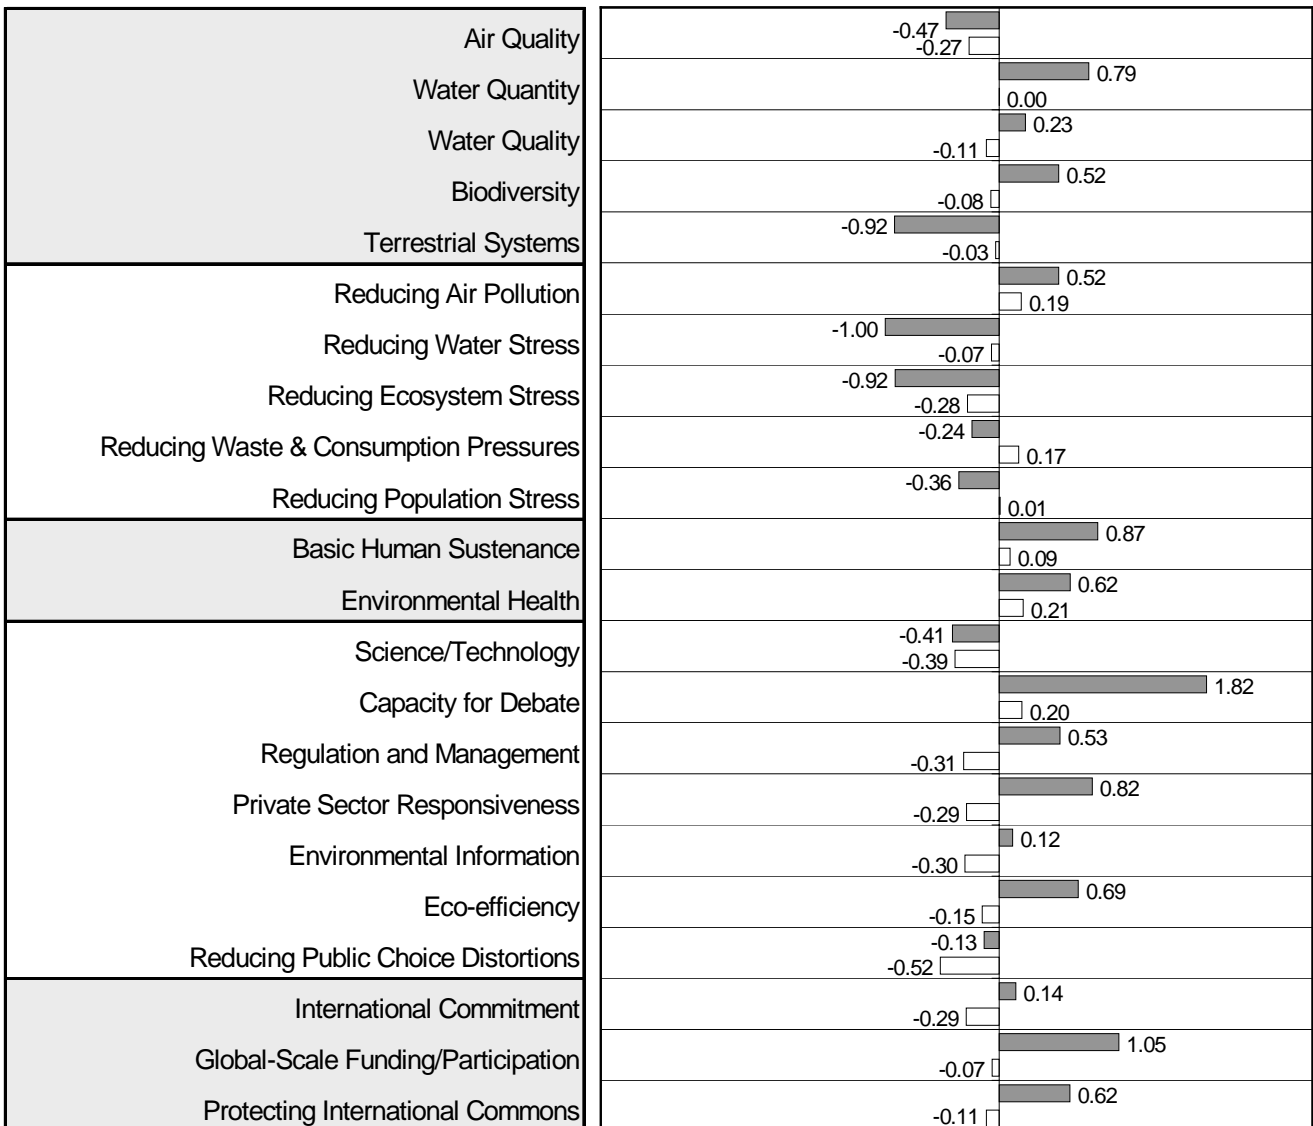 Air Quality
-0.47
-0.27
Water Quantity
0.79
0.00
Water Quality
0.23
-0.11
Biodiversity
0.52
-0.08
Terrestrial Systems
-0.92
-0.03
Reducing Air Pollution
0.52
0.19
Reducing Water Stress
-1.00
-0.07
Reducing Ecosystem Stress
-0.92
-0.28
Reducing Waste & Consumption Pressures
-0.24
0.17
Reducing Population Stress
-0.36
0.01
Basic Human Sustenance
0.87
0.09
Environmental Health
0.62
0.21
Science/Technology
-0.41
-0.39
Capacity for Debate
1.82
0.20
Regulation and Management
0.53
-0.31
Private Sector Responsiveness
0.82
-0.29
Environmental Information
0.12
-0.30
Eco-efficiency
0.69
-0.15
Reducing Public Choice Distortions
-0.13
-0.52
International Commitment
0.14
-0.29
Global-Scale Funding/Participation
1.05
-0.07
Protecting International Commons
0.62
-0.11